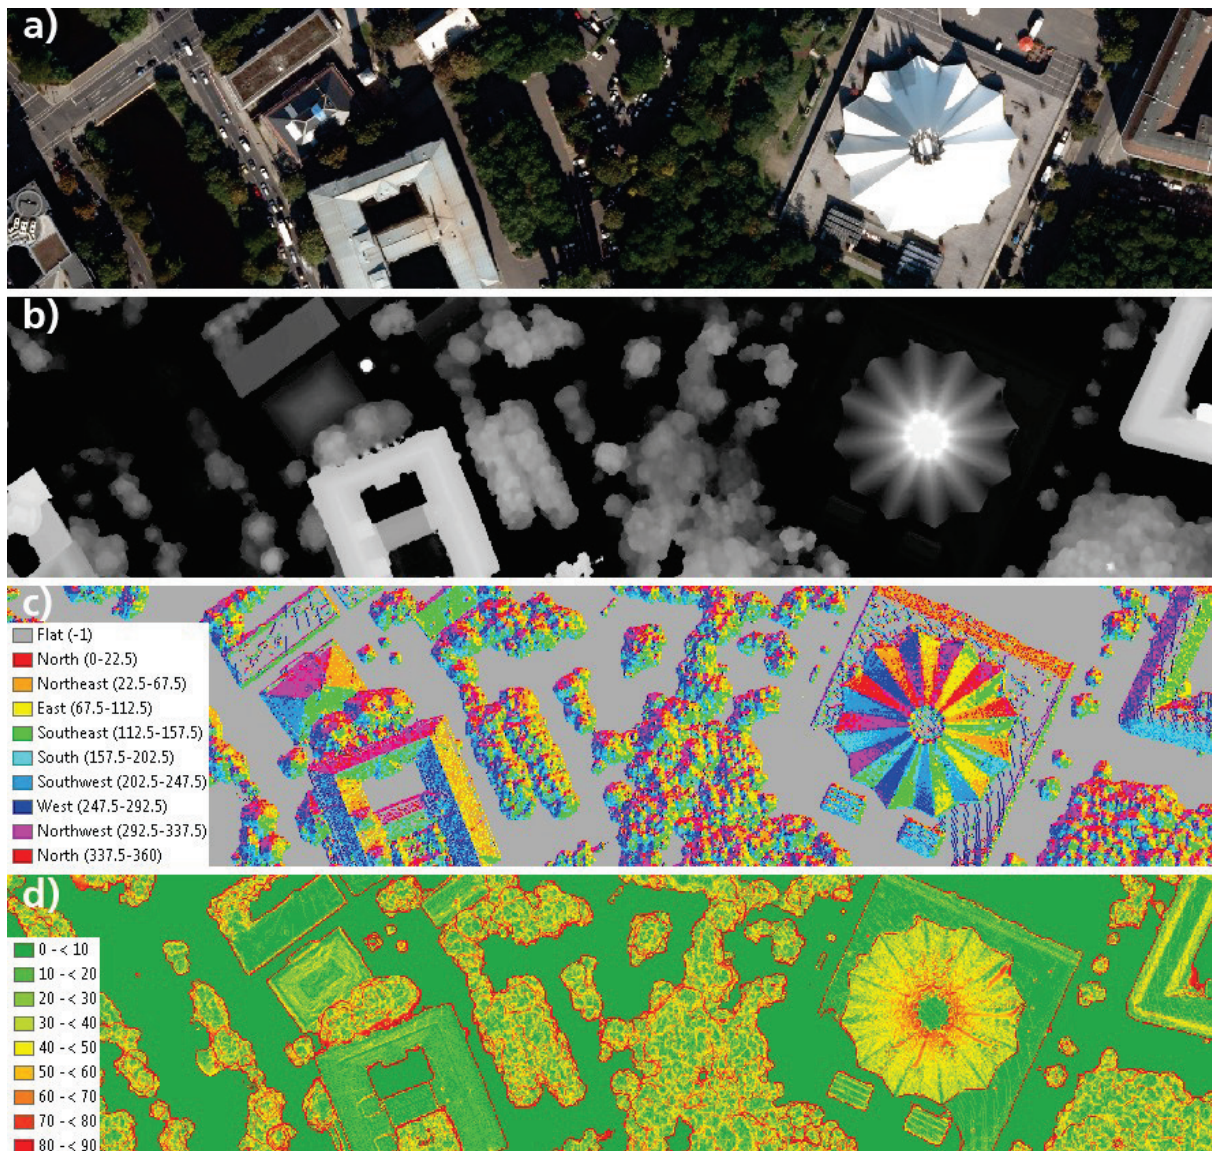 a)
b)
c)
Flat (-1)
North (0-22.5)
Northeast (22.5-67.5)
East (67.5-112.5)
Southeast (112.5-157.5)
South (157.5-202.5)
Southwest (202.5-247.5)
West (247.5-292.5)
Northwest (292.5-337.5)
North (337.5-360)
d)
0 - < 10
10 - < 20
20 - < 30
30 - < 40
40 - < 50
50 - < 60
60 - < 70
70 - < 80
80 - < 90